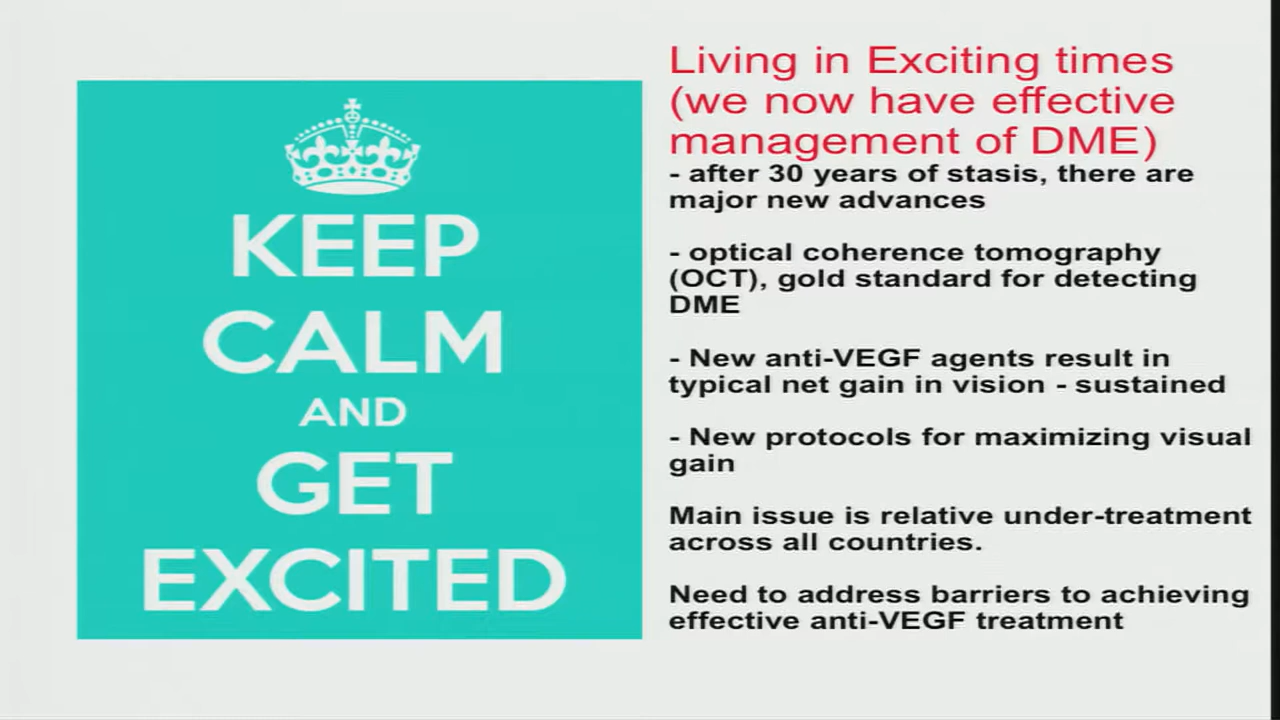 KEEP
CALM
AND
GET
EXCITED
Living in Exciting times
(we now have effective
management of DME)
- after 30 years of stasis, there are
major new advances
- optical coherence tomography
(OCT), gold standard for detecting
DME
- New anti-VEGF agents result in
typical net gain in vision - sustained
- New protocols for maximizing visual
gain
Main issue is relative under-treatment
across all countries.
Need to address barriers to achieving
effective anti-VEGF treatment